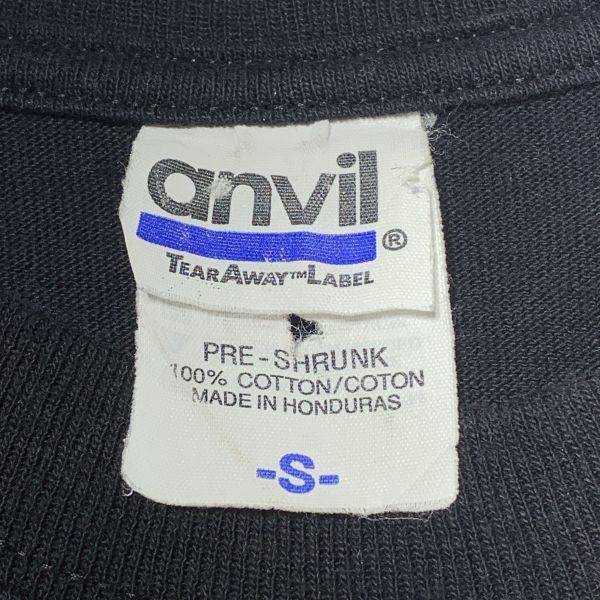 anvil®
TEARAWAY™LABEL
PRE-SHRUNK
100% COTTON/COTON
MADE IN HONDURAS
-S-